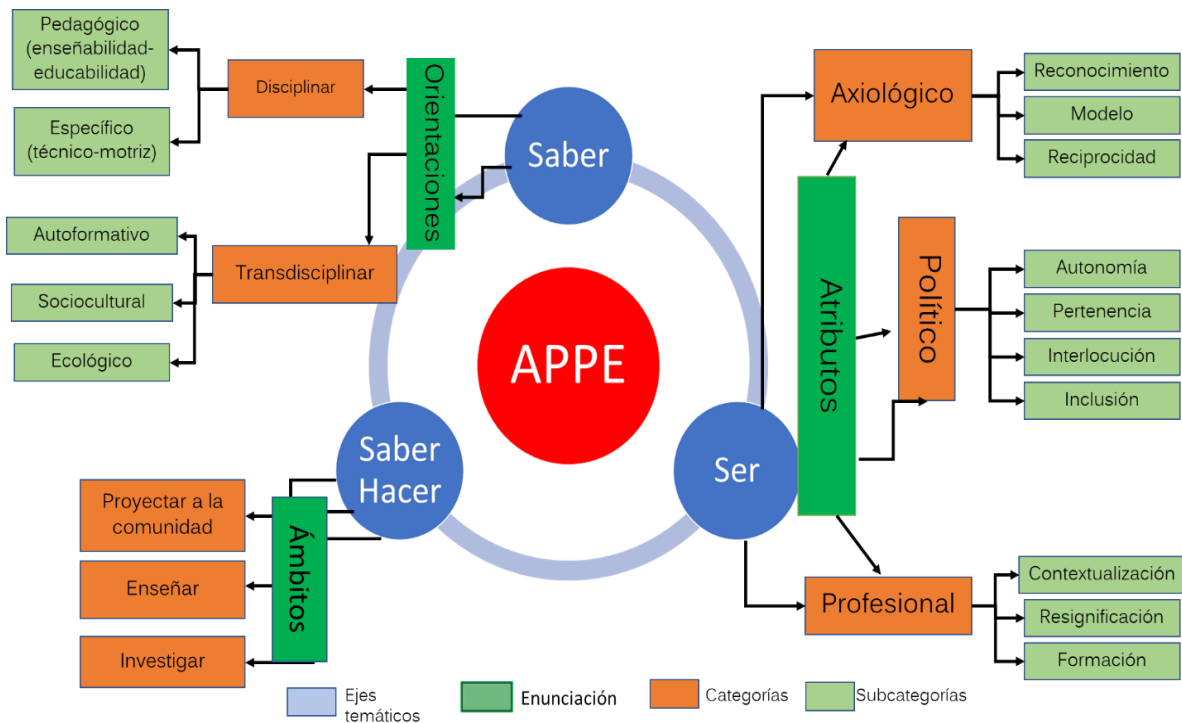 Pedagógico
(enseñabilidad-
educabilidad)
Específico
(técnico-motriz)
Disciplinar
Orientaciones
Autoformativo
Sociocultural
Ecológico
Transdisciplinar
Saber
APPE
Saber
Hacer
Ser
Proyectar a la
comunidad
Enseñar
Investigar
Ámbitos
Axiológico
Reconocimiento
Modelo
Reciprocidad
Atributos
Político
Autonomía
Pertenencia
Interlocución
Inclusión
Profesional
Contextualización
Resignificación
Formación
Ejes
temáticos
Enunciación
Categorías
Subcategorías